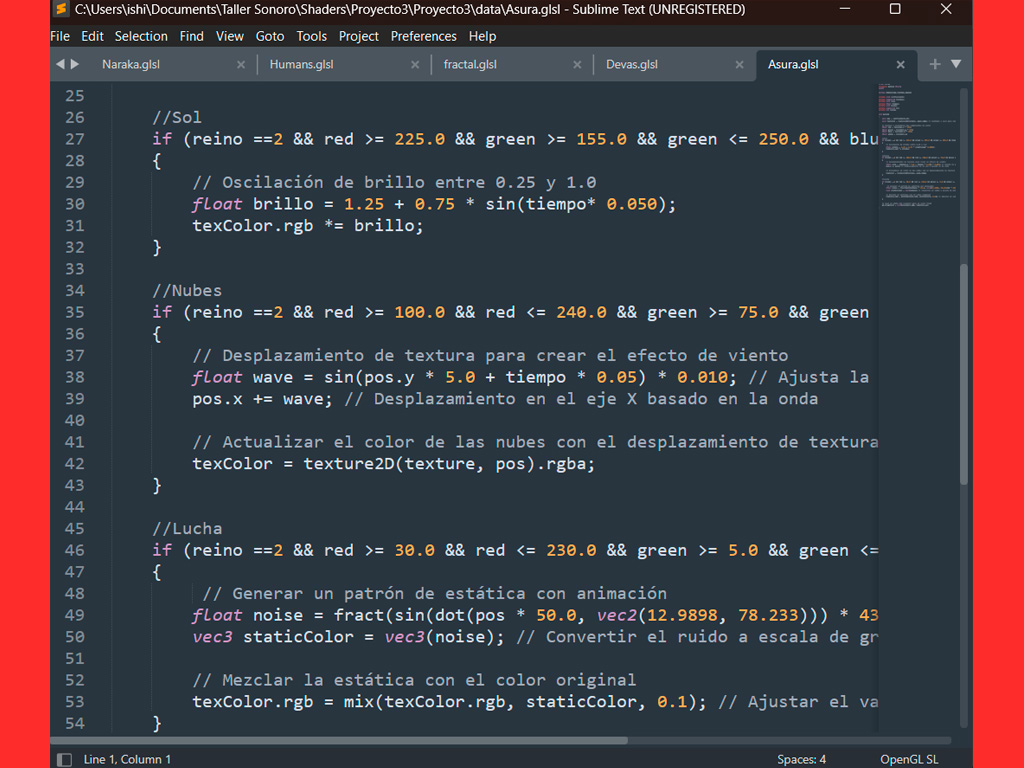 C:\Users\ishi\Documents\Taller Sonoro\Shaders\Proyecto3\Proyecto3\data\Asura.glsl - Sublime Text (UNREGISTERED)
File Edit Selection Find View Goto Tools Project Preferences Help
Naraka.glsl Humans.glsl fractal.glsl Devas.glsl Asura.glsl
25
26 //Sol
27 if (reino ==2 && red >= 225.0 && green >= 155.0 && green <= 250.0 && blu
28 {
29 // Oscilación de brillo entre 0.25 y 1.0
30 float brillo = 1.25 + 0.75 * sin(tiempo* 0.050);
31 texColor.rgb *= brillo;
32 }
33
34 //Nubes
35 if (reino ==2 && red >= 100.0 && red <= 240.0 && green >= 75.0 && green
36 {
37 // Desplazamiento de textura para crear el efecto de viento
38 float wave = sin(pos.y * 5.0 + tiempo * 0.05) * 0.010; // Ajusta la
39 pos.x += wave; // Desplazamiento en el eje X basado en la onda
40
41 // Actualizar el color de las nubes con el desplazamiento de textura
42 texColor = texture2D(texture, pos).rgba;
43 }
44
45 //Lucha
46 if (reino ==2 && red >= 30.0 && red <= 230.0 && green >= 5.0 && green <=
47 {
48 // Generar un patrón de estática con animación
49 float noise = fract(sin(dot(pos * 50.0, vec2(12.9898, 78.233))) * 43
50 vec3 staticColor = vec3(noise); // Convertir el ruido a escala de gr
51
52 // Mezclar la estática con el color original
53 texColor.rgb = mix(texColor.rgb, staticColor, 0.1); // Ajustar el va
54 }
Line 1, Column 1 Spaces: 4 OpenGL SL